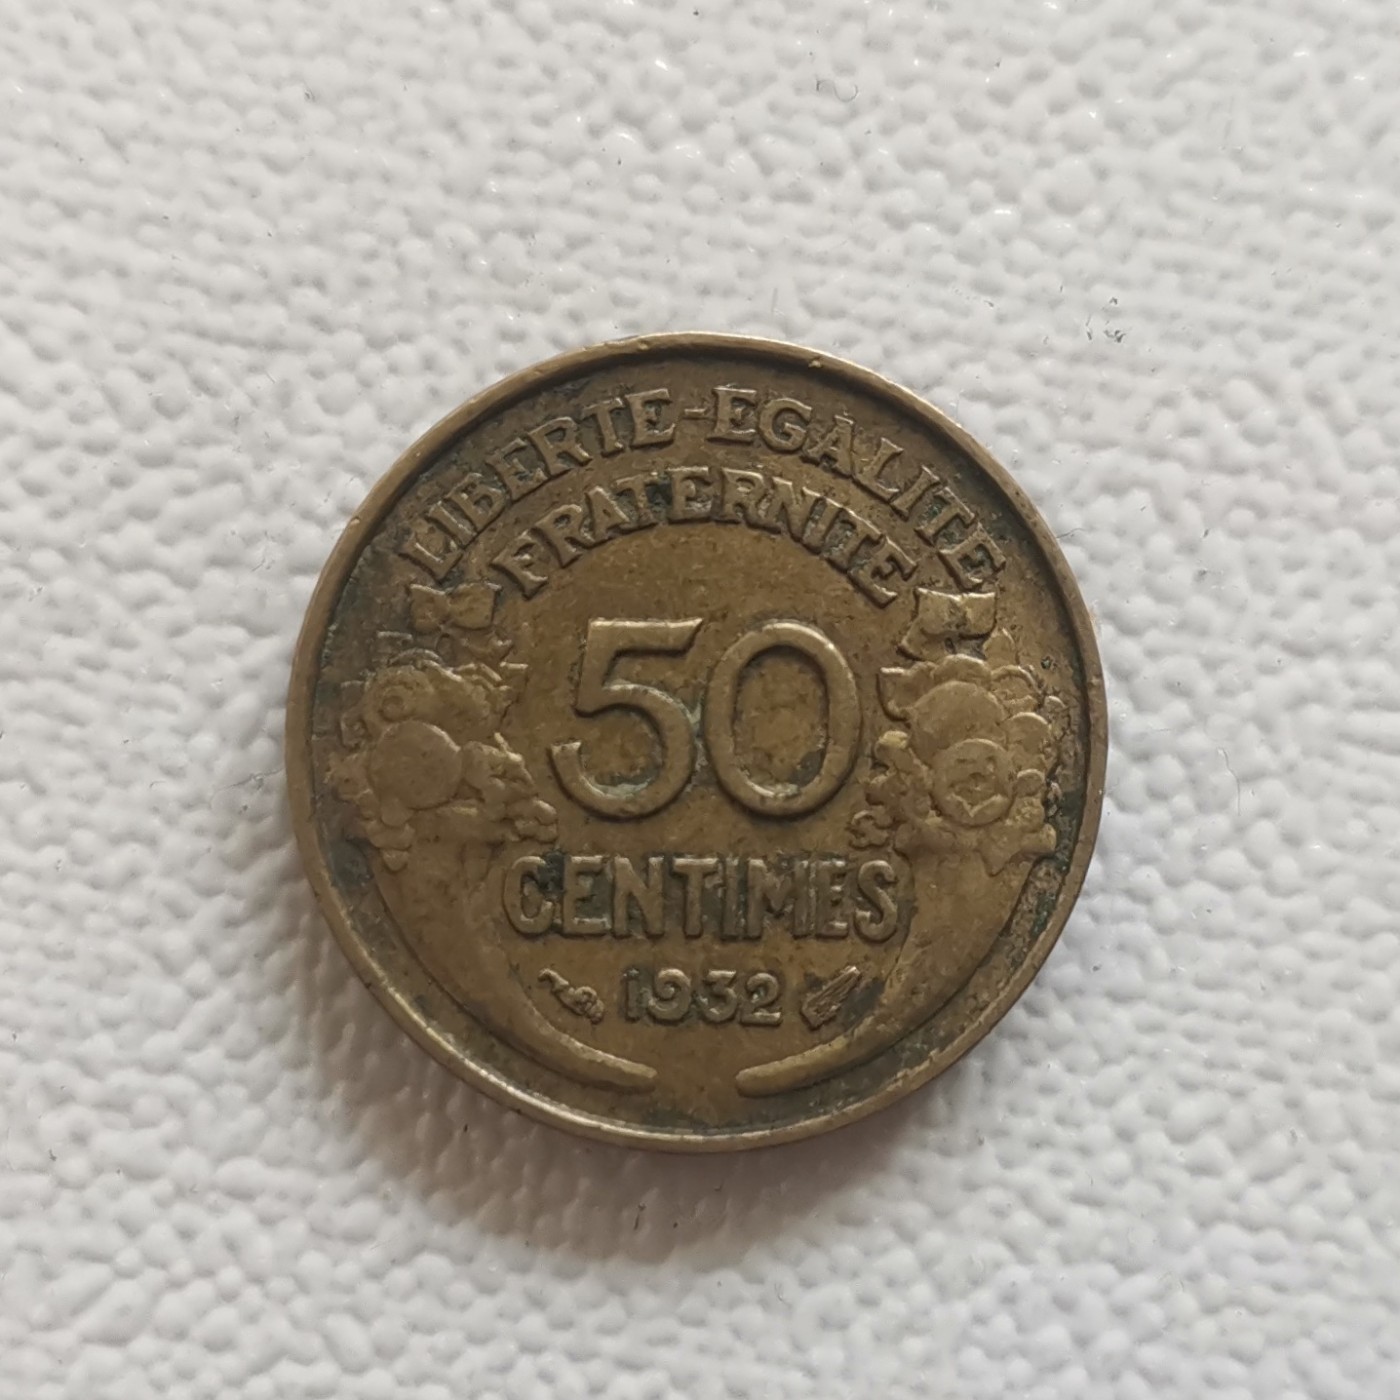 LIBERTE-EGALITE
FRATERNITE
50
CENTIMES
1932